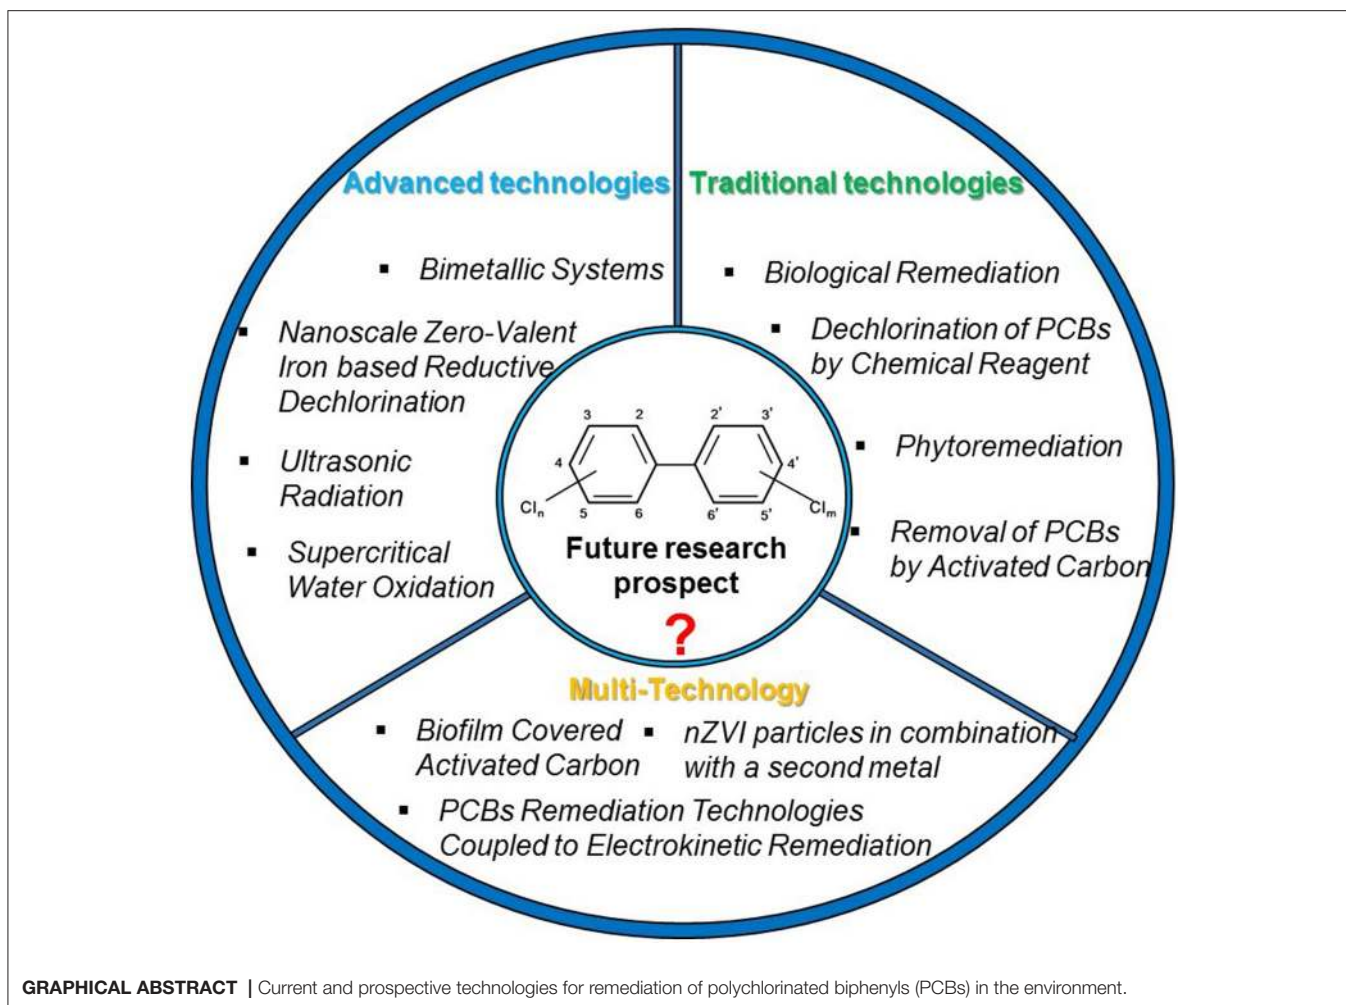 Advanced technologies
▪ Bimetallic Systems
▪ Nanoscale Zero-Valent
Iron based Reductive
Dechlorination
▪ Ultrasonic
Radiation
▪ Supercritical
Water Oxidation
Traditional technologies
▪ Biological Remediation
▪ Dechlorination of PCBs
by Chemical Reagent
▪ Phytoremediation
▪ Removal of PCBs
by Activated Carbon
3 2 2' 3'
4 4'
Cln 5 6 6' 5' Clm
Future research
prospect
?
Multi-Technology
▪ Biofilm Covered
Activated Carbon
▪ nZVI particles in combination
with a second metal
▪ PCBs Remediation Technologies
Coupled to Electrokinetic Remediation
GRAPHICAL ABSTRACT | Current and prospective technologies for remediation of polychlorinated biphenyls (PCBs) in the environment.